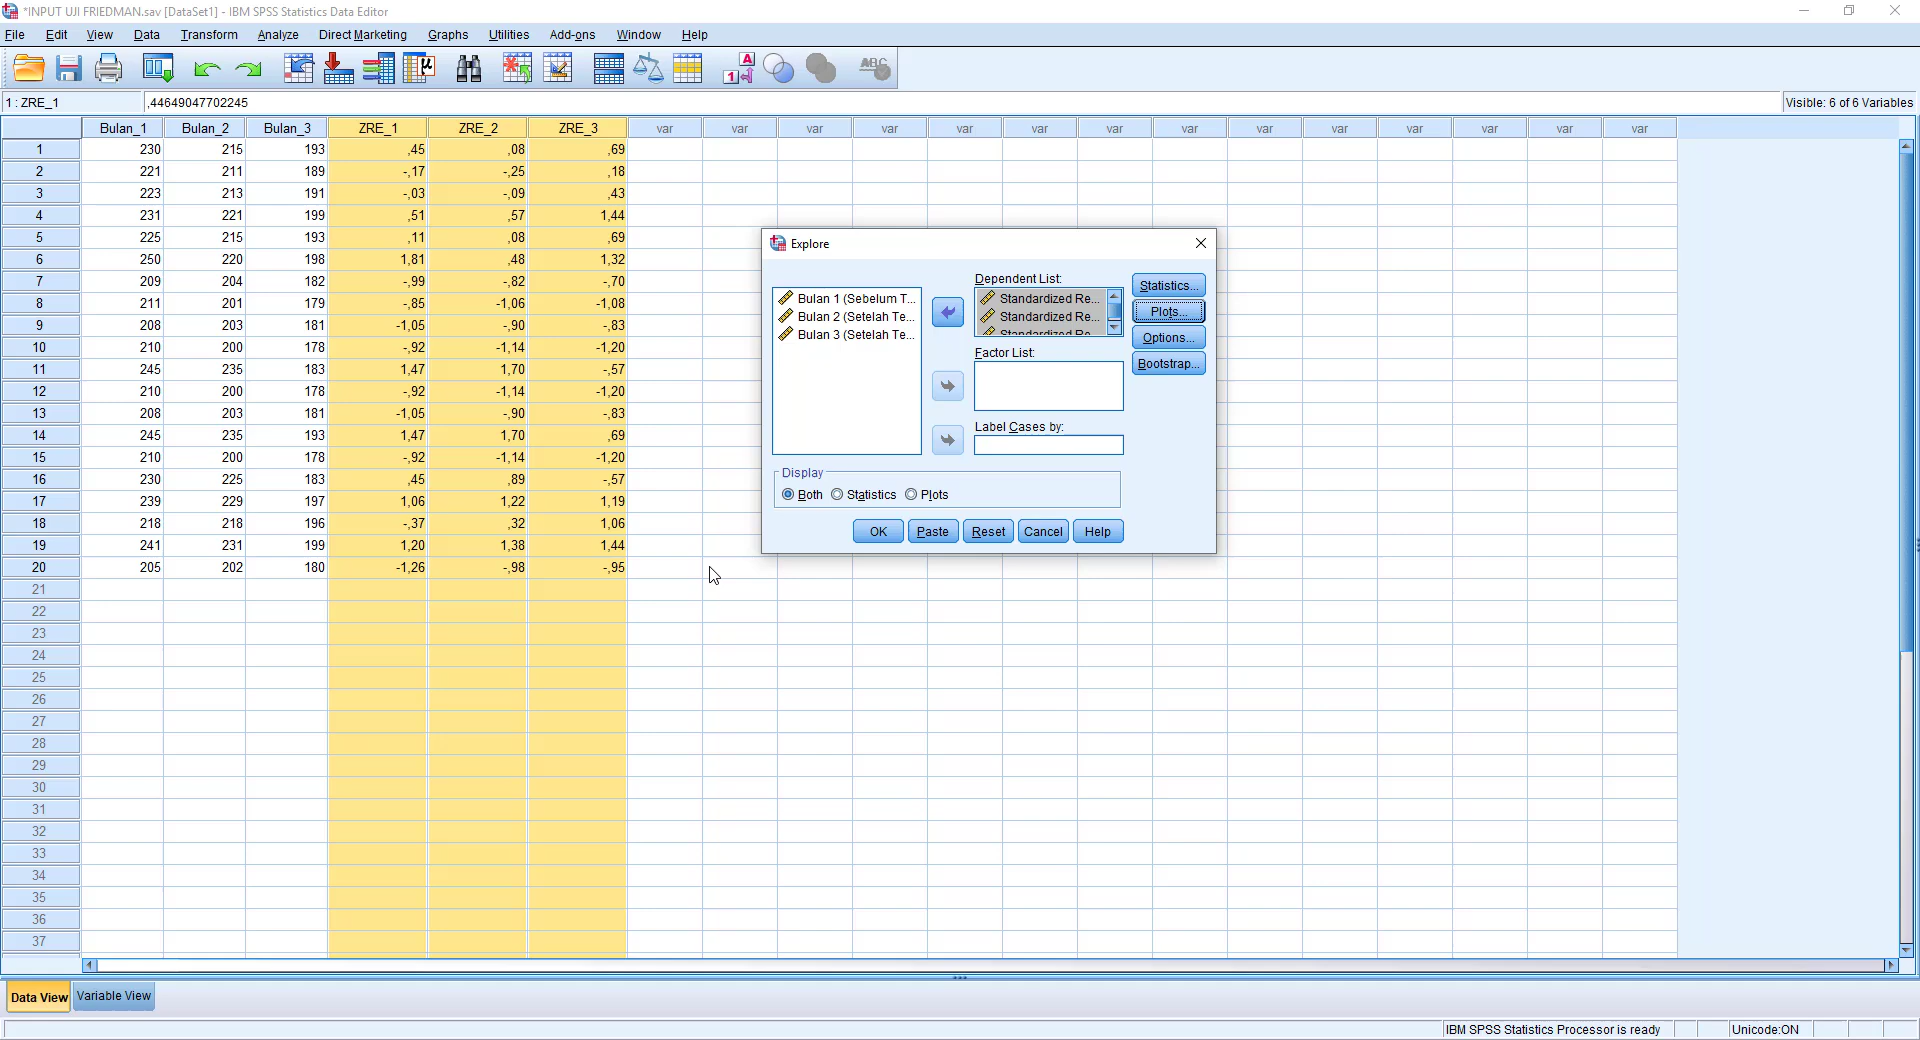 *INPUT UJI FRIEDMAN.sav [DataSet1] - IBM SPSS Statistics Data Editor
File Edit View Data Transform Analyze Direct Marketing Graphs Utilities Add-ons Window Help
1 : ZRE_1 ,44649047702245 Visible: 6 of 6 Variables
Bulan_1 Bulan_2 Bulan_3 ZRE_1 ZRE_2 ZRE_3 var var var var var var var var var var var var var var
1 230 215 193 ,45 ,08 ,69
2 221 211 189 -,17 -,25 ,18
3 223 213 191 -,03 -,09 ,43
4 231 221 199 ,51 ,57 1,44
5 225 215 193 ,11 ,08 ,69
6 250 220 198 1,81 ,48 1,32
7 209 204 182 -,99 -,82 -,70
8 211 201 179 -,85 -1,06 -1,08
9 208 203 181 -1,05 -,90 -,83
10 210 200 178 -,92 -1,14 -1,20
11 245 235 183 1,47 1,70 -,57
12 210 200 178 -,92 -1,14 -1,20
13 208 203 181 -1,05 -,90 -,83
14 245 235 193 1,47 1,70 ,69
15 210 200 178 -,92 -1,14 -1,20
16 230 225 183 ,45 ,89 -,57
17 239 229 197 1,06 1,22 1,19
18 218 218 196 -,37 ,32 1,06
19 241 231 199 1,20 1,38 1,44
20 205 202 180 -1,26 -,98 -,95
21
22
23
24
25
26
27
28
29
30
31
32
33
34
35
36
37
Explore
Dependent List:
Bulan 1 (Sebelum T...
Bulan 2 (Setelah Te...
Bulan 3 (Setelah Te...
Standardized Re...
Standardized Re...
Standardized Re...
Factor List:
Label Cases by:
Statistics...
Plots...
Options...
Bootstrap...
Display
Both Statistics Plots
OK Paste Reset Cancel Help
Data View Variable View
IBM SPSS Statistics Processor is ready Unicode:ON